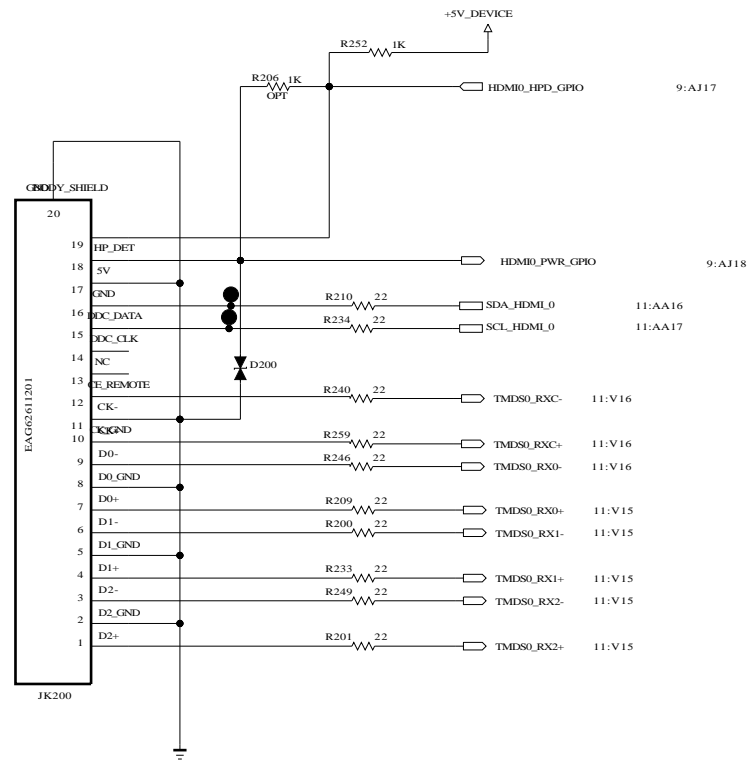 +5V_DEVICE
R252 1K
R206 1K
OPT
HDMI0_HPD_GPIO 9:AJ17
BODY_SHIELD
20
19 HP_DET
HDMI0_PWR_GPIO 9:AJ18
18 5V
17 GND
R210 22 SDA_HDMI_0 11:AA16
16 DDC_DATA
R234 22 SCL_HDMI_0 11:AA17
15 DDC_CLK
14 NC
D200
13 CE_REMOTE
R240 22 TMDS0_RXC- 11:V16
12 CK-
11 CK_GND
10
R259 22 TMDS0_RXC+ 11:V16
D0-
R246 22 TMDS0_RX0- 11:V16
9 D0_GND
8 D0+
R209 22 TMDS0_RX0+ 11:V15
7 D1-
R200 22 TMDS0_RX1- 11:V15
6 D1_GND
5 D1+
R233 22 TMDS0_RX1+ 11:V15
4 D2-
R249 22 TMDS0_RX2- 11:V15
3 D2_GND
2 D2+
R201 22 TMDS0_RX2+ 11:V15
1
EAG62611201
JK200